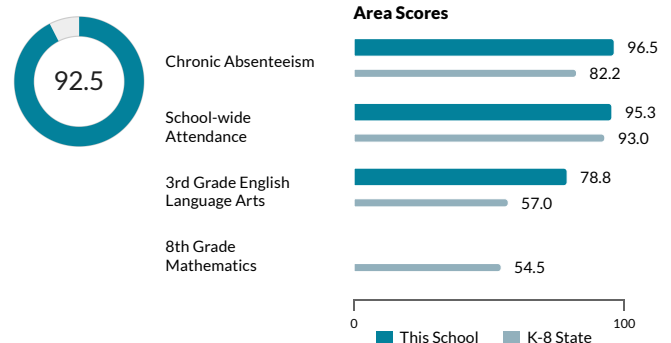 92.5
Area Scores
Chronic Absenteeism
96.5
82.2
School-wide
Attendance
95.3
93.0
3rd Grade English
Language Arts
78.8
57.0
8th Grade
Mathematics
54.5
0
100
This School
K-8 State